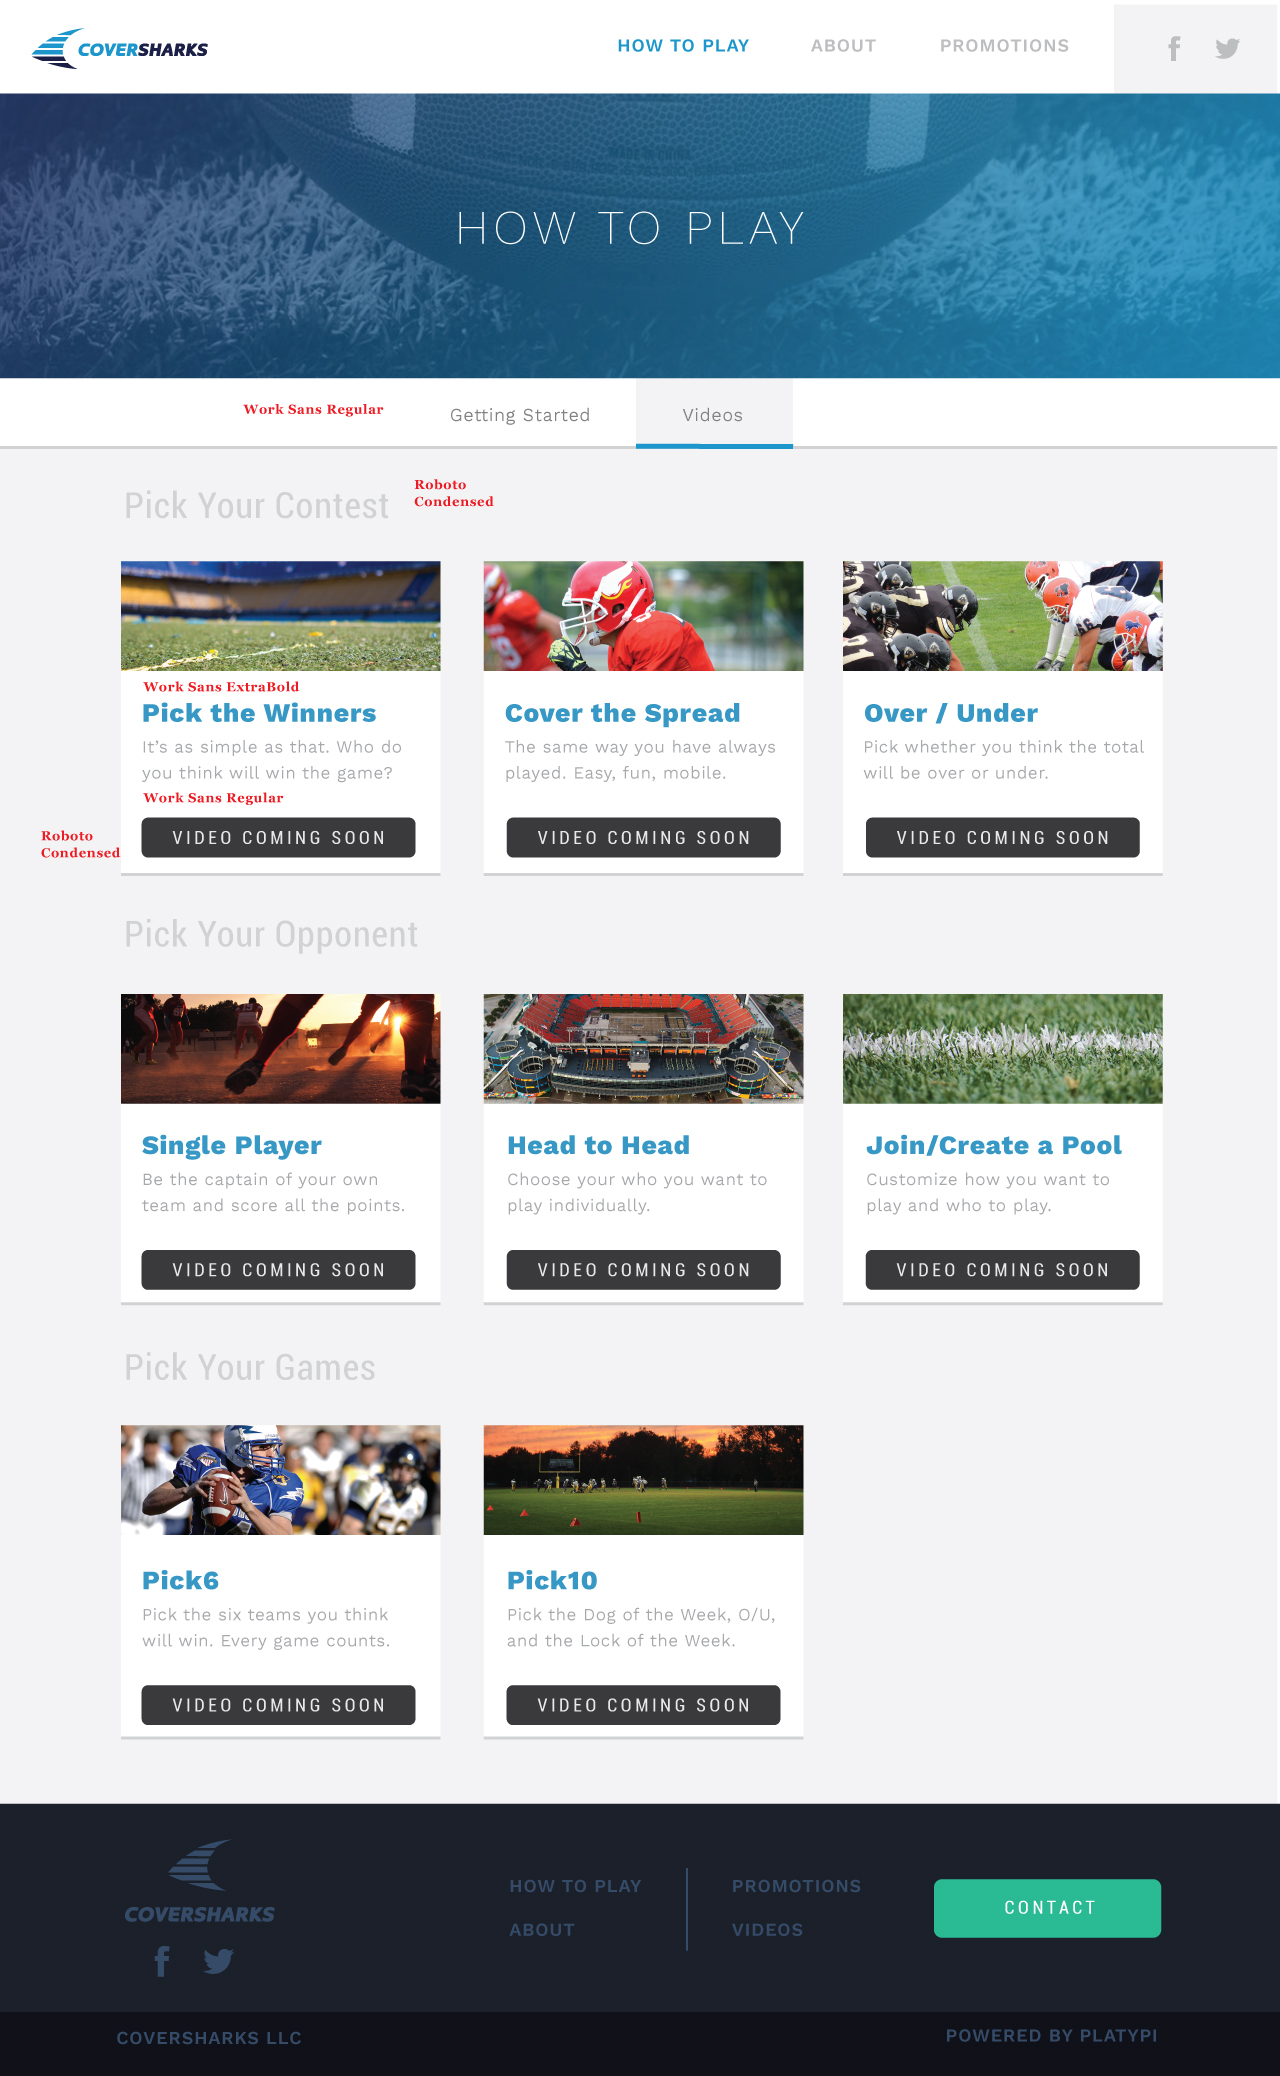 COVERSHARKS
HOW TO PLAY
ABOUT
PROMOTIONS
HOW TO PLAY
Work Sans Regular
Getting Started
Videos
Pick Your Contest
Roboto
Condensed
Work Sans ExtraBold
Pick the Winners
It's as simple as that. Who do
you think will win the game?
Work Sans Regular
Roboto
Condensed
VIDEO COMING SOON
Cover the Spread
The same way you have always
played. Easy, fun, mobile.
VIDEO COMING SOON
Over / Under
Pick whether you think the total
will be over or under.
VIDEO COMING SOON
Pick Your Opponent
Single Player
Be the captain of your own
team and score all the points.
VIDEO COMING SOON
Head to Head
Choose your who you want to
play individually.
VIDEO COMING SOON
Join/Create a Pool
Customize how you want to
play and who to play.
VIDEO COMING SOON
Pick Your Games
Pick6
Pick the six teams you think
will win. Every game counts.
VIDEO COMING SOON
Pick10
Pick the Dog of the Week, O/U,
and the Lock of the Week.
VIDEO COMING SOON
COVERSHARKS
HOW TO PLAY
ABOUT
PROMOTIONS
VIDEOS
CONTACT
COVERSHARKS LLC
POWERED BY PLATYPI